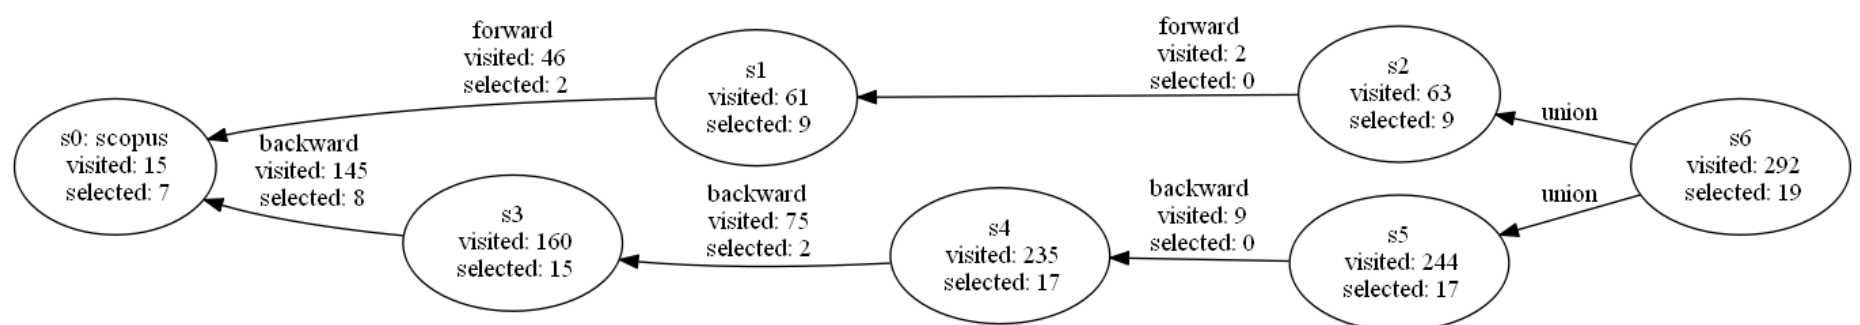 forward
visited: 46
selected: 2
forward
visited: 2
selected: 0
s0: scopus
visited: 15
selected: 7
s1
visited: 61
selected: 9
s2
visited: 63
selected: 9
union
s6
visited: 292
selected: 19
backward
visited: 145
selected: 8
s3
visited: 160
selected: 15
backward
visited: 75
selected: 2
s4
visited: 235
selected: 17
backward
visited: 9
selected: 0
s5
visited: 244
selected: 17
union